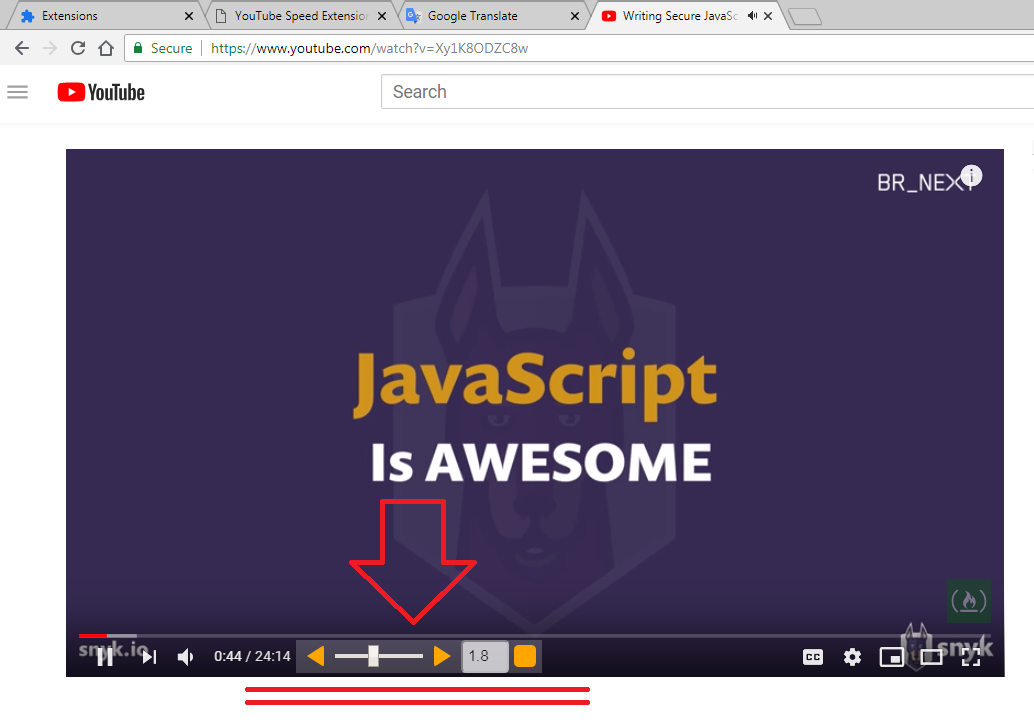 Extensions
YouTube Speed Extension
Google Translate
Writing Secure JavaSc
Secure
https://www.youtube.com/watch?v=Xy1K8ODZC8w
YouTube
Search
BR_NEXT
i
JavaScript
Is AWESOME
snyk.io
0:44 / 24:14
1.8
CC
snyk